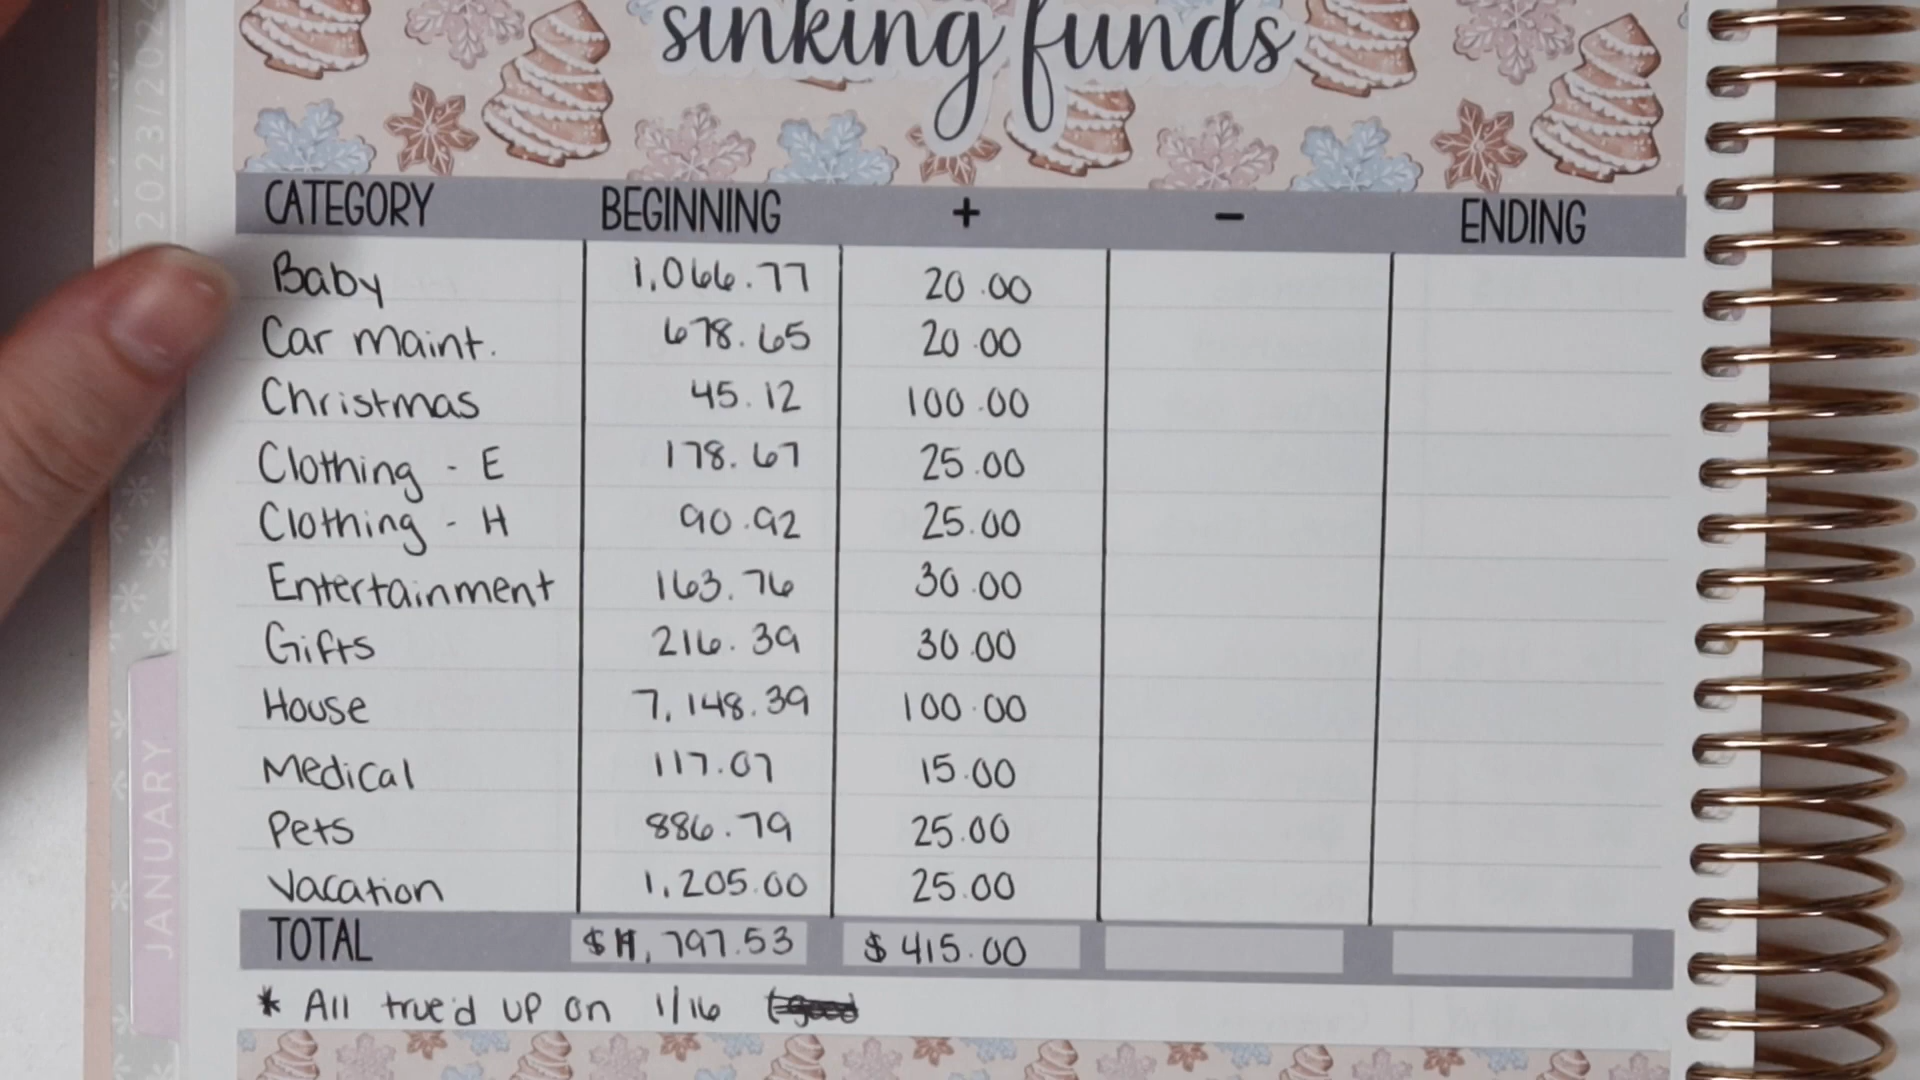 sinking funds
2023/2024
CATEGORY BEGINNING + - ENDING
Baby 1,066.77 20.00
Car Maint. 678.65 20.00
Christmas 45.12 100.00
Clothing - E 178.67 25.00
Clothing - H 90.92 25.00
Entertainment 163.76 30.00
Gifts 216.39 30.00
House 7,148.39 100.00
Medical 117.07 15.00
Pets 886.79 25.00
Vacation 1,205.00 25.00
TOTAL $11,797.53 $415.00
* All true'd up on 1/16
JANUARY